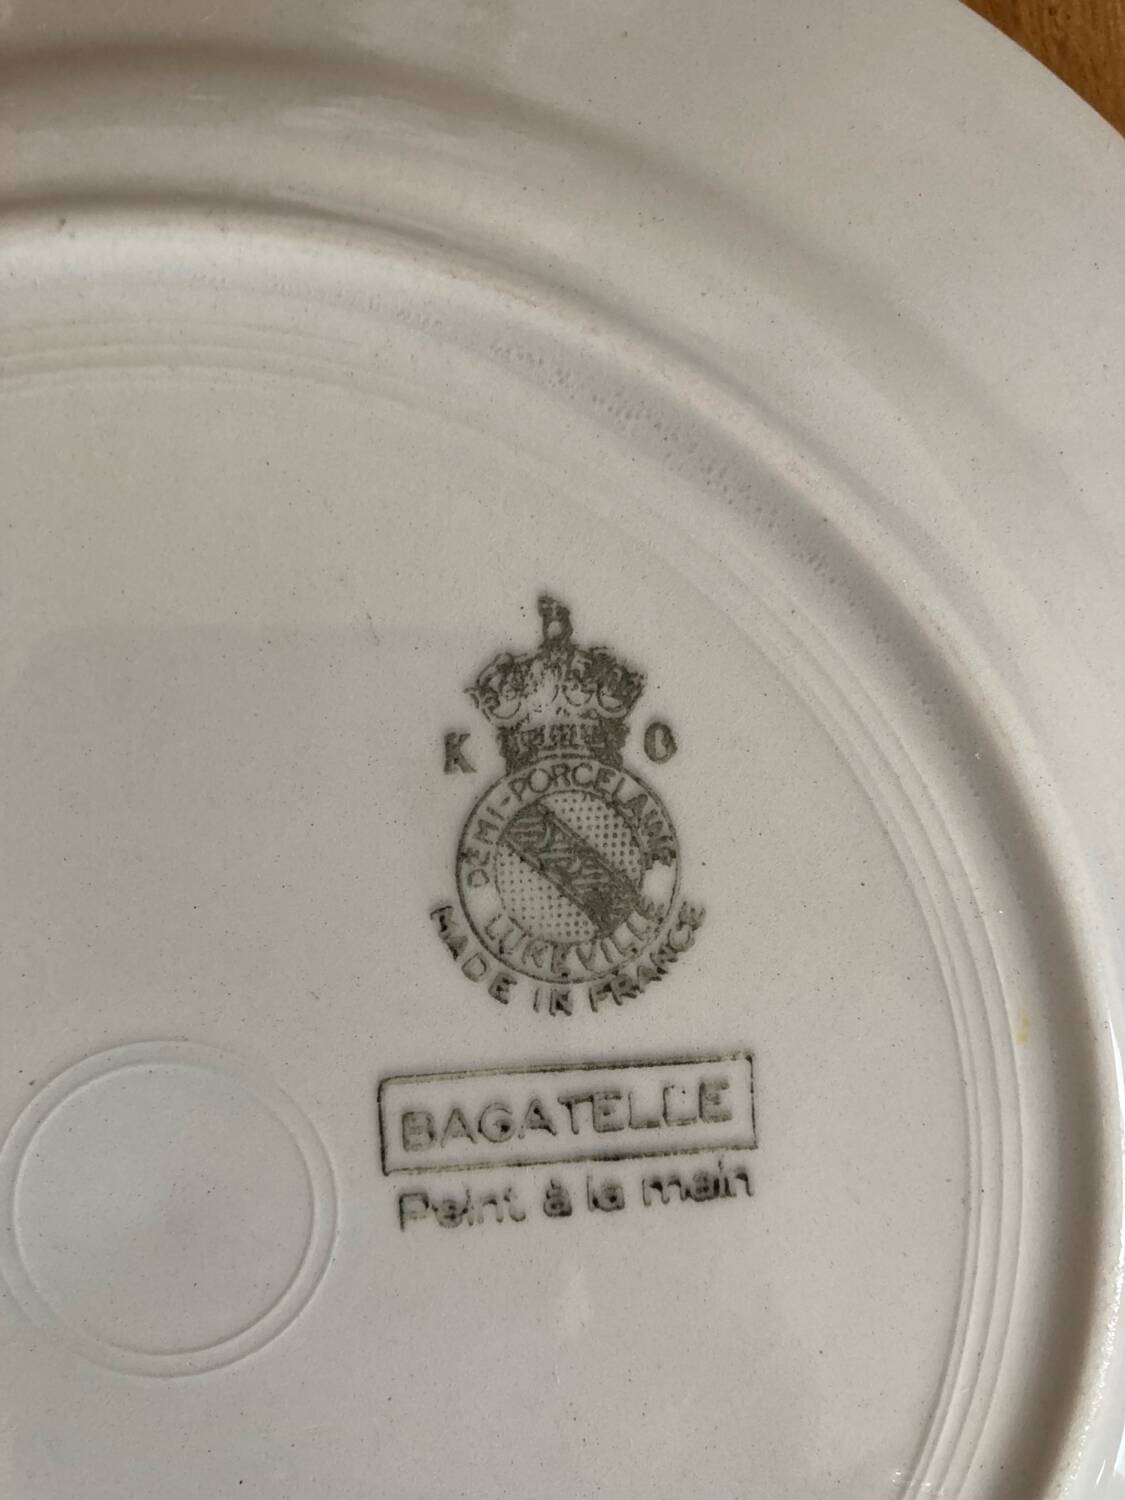 K G
DEMI-PORCELAINE
LUNEVILLE
MADE IN FRANCE
BAGATELLE
Peint à la main